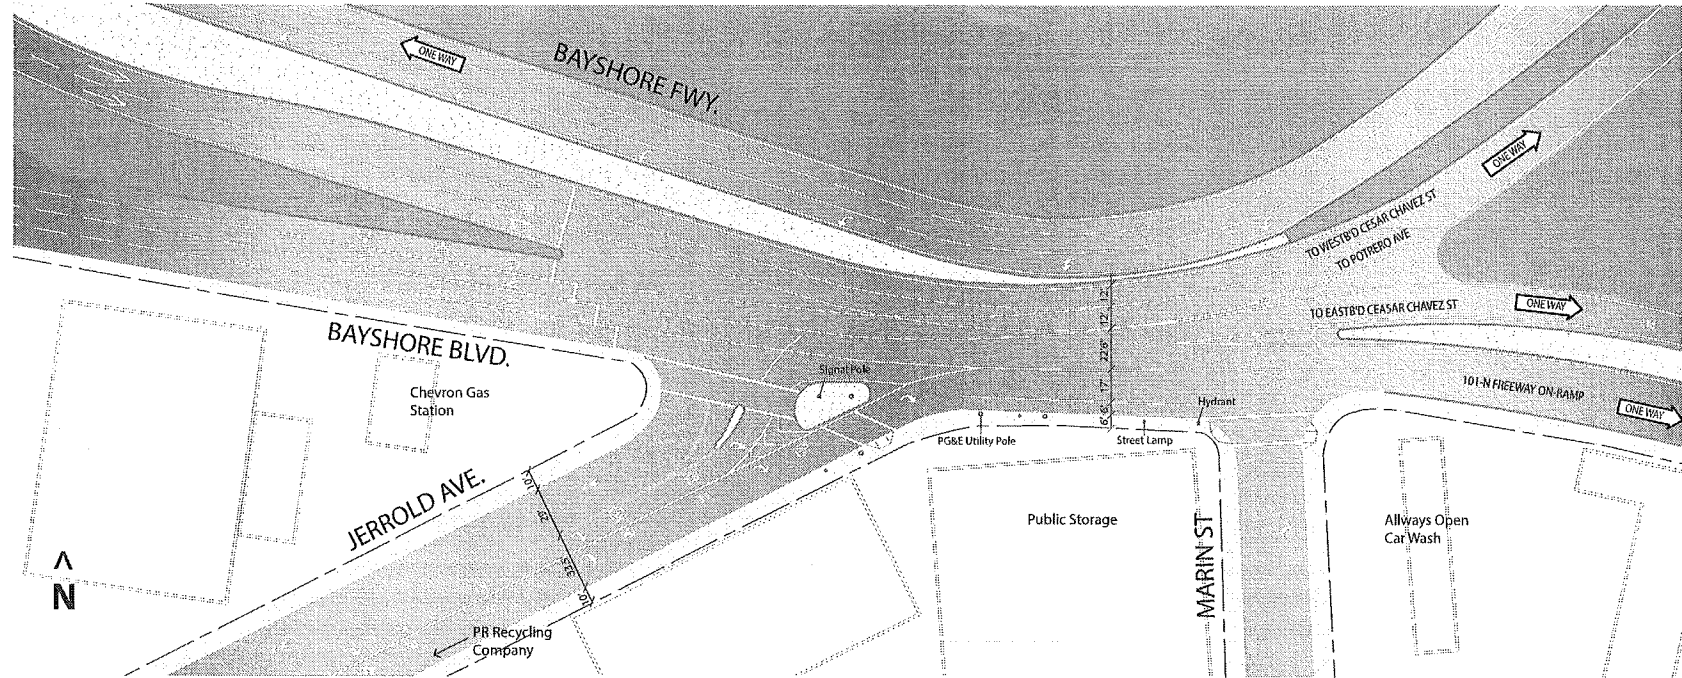 ONE WAY
BAYSHORE FWY.
ONE WAY
TO WESTB'D CESAR CHAVEZ ST
TO POTRERO AVE
TO EASTB'D CEASAR CHAVEZ ST
ONE WAY
12'
12'
22'6"
17'
6'6"
BAYSHORE BLVD.
Signal Pole
101-N FREEWAY ON-RAMP
ONE WAY
Chevron Gas
Station
Hydrant
PG&E Utility Pole
Street Lamp
JERROLD AVE.
10'
33.5'
10'
Public Storage
MARIN ST
Allways Open
Car Wash
^
N
PR Recycling
Company